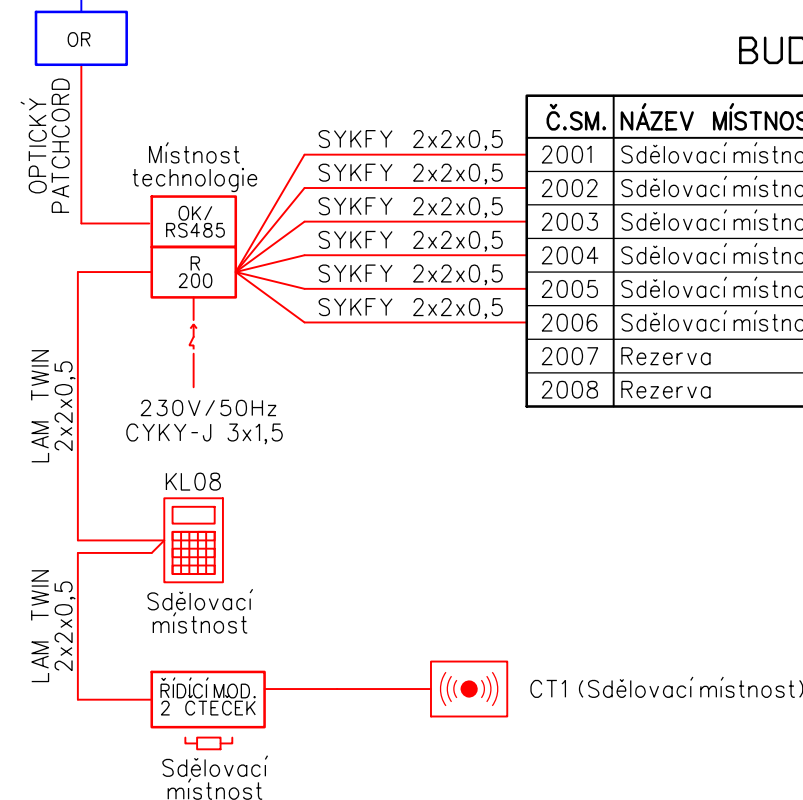 OR
BUD
OPTICKÝ
PATCHCORD
Místnost
technologie
OK/
RS485
R
200
SYKFY 2x2x0,5
SYKFY 2x2x0,5
SYKFY 2x2x0,5
SYKFY 2x2x0,5
SYKFY 2x2x0,5
SYKFY 2x2x0,5
Č.SM. NÁZEV MÍSTNOS
2001 Sdělovací místno
2002 Sdělovací místno
2003 Sdělovací místno
2004 Sdělovací místno
2005 Sdělovací místno
2006 Sdělovací místno
2007 Rezerva
2008 Rezerva
230V/50Hz
CYKY-J 3x1,5
LAM TWIN
2x2x0,5
KL08
Sdělovací
místnost
LAM TWIN
2x2x0,5
ŘÍDÍCÍ MOD.
2 ČTEČEK
CT1 (Sdělovací místnost)
Sdělovací
místnost